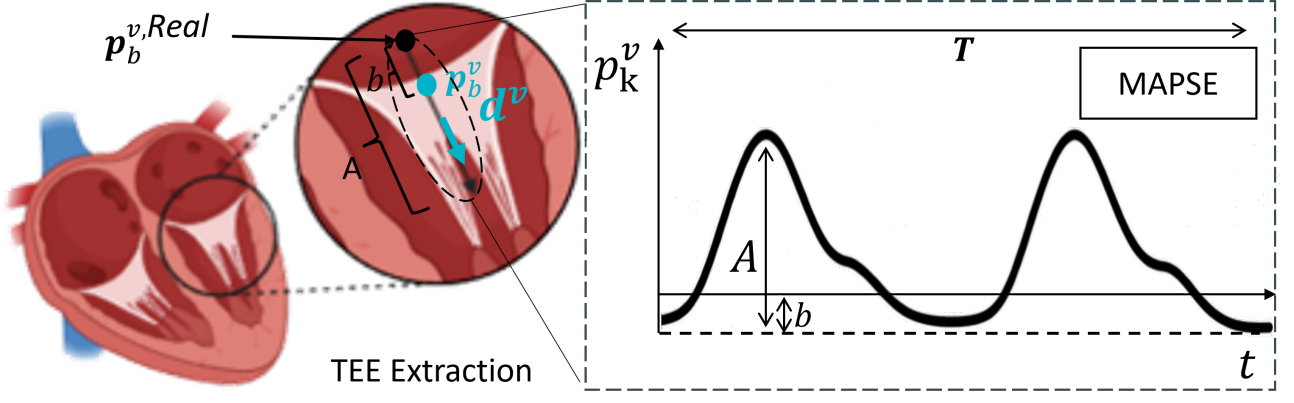 p_b^{v,Real}
b
p_b^v
d^v
A
TEE Extraction
p_k^v
T
MAPSE
A
b
t